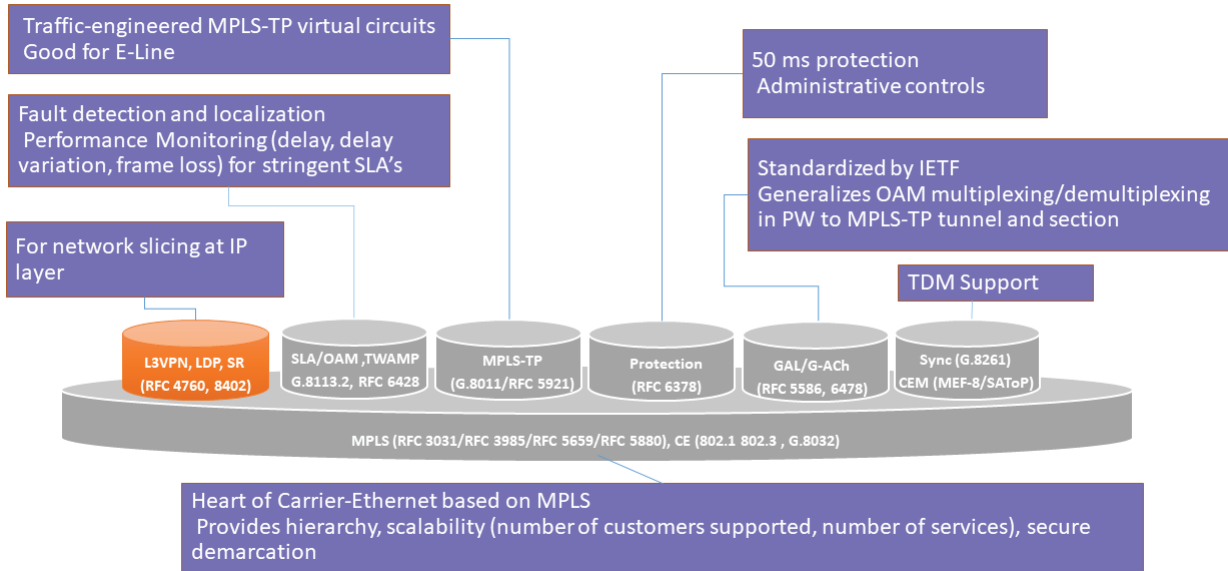 Traffic-engineered MPLS-TP virtual circuits
Good for E-Line
50 ms protection
Administrative controls
Fault detection and localization
Performance Monitoring (delay, delay
variation, frame loss) for stringent SLA's
Standardized by IETF
Generalizes OAM multiplexing/demultiplexing
in PW to MPLS-TP tunnel and section
For network slicing at IP
layer
TDM Support
L3VPN, LDP, SR
(RFC 4760, 8402)
SLA/OAM ,TWAMP
G.8113.2, RFC 6428
MPLS-TP
(G.8011/RFC 5921)
Protection
(RFC 6378)
GAL/G-ACh
(RFC 5586, 6478)
Sync (G.8261)
CEM (MEF-8/SAToP)
MPLS (RFC 3031/RFC 3985/RFC 5659/RFC 5880), CE (802.1 802.3 , G.8032)
Heart of Carrier-Ethernet based on MPLS
Provides hierarchy, scalability (number of customers supported, number of services), secure
demarcation